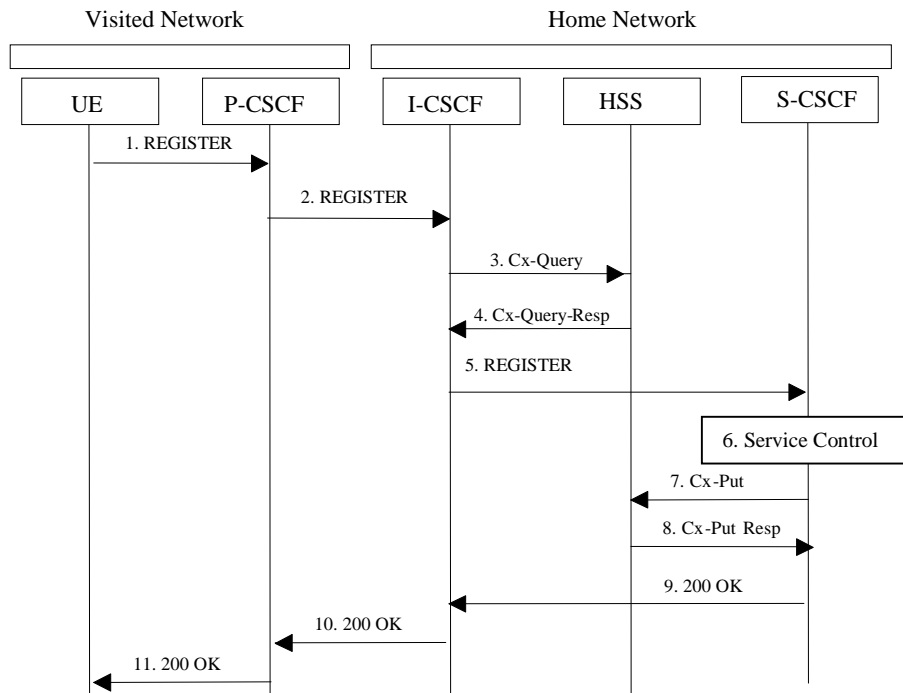 Visited Network
Home Network
UE
P-CSCF
I-CSCF
HSS
S-CSCF
1. REGISTER
2. REGISTER
3. Cx-Query
4. Cx-Query-Resp
5. REGISTER
6. Service Control
7. Cx-Put
8. Cx-Put Resp
9. 200 OK
10. 200 OK
11. 200 OK